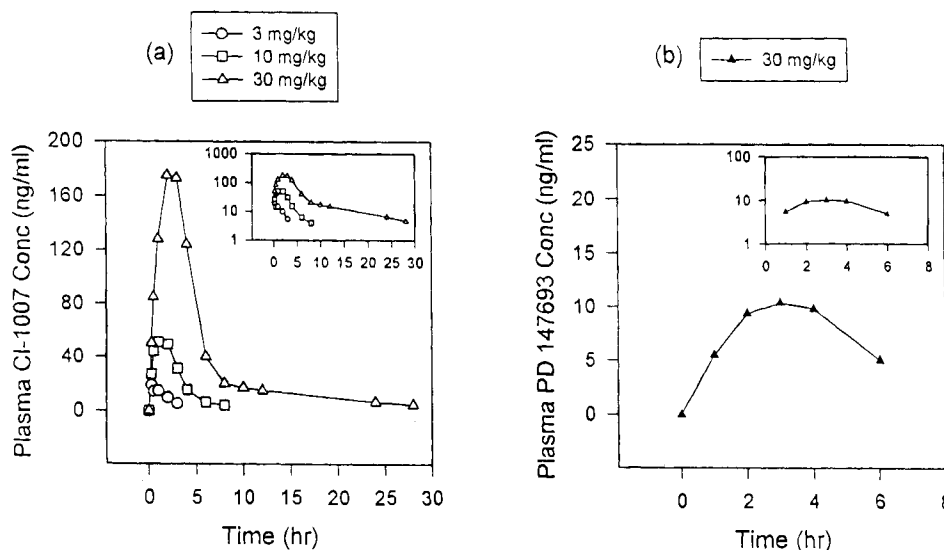 (a)
3 mg/kg
10 mg/kg
30 mg/kg
Plasma CI-1007 Conc (ng/ml)
200
160
120
80
40
0
0 5 10 15 20 25 30
Time (hr)
1000
100
10
1
0 5 10 15 20 25 30
(b)
30 mg/kg
Plasma PD 147693 Conc (ng/ml)
25
20
15
10
5
0
0 2 4 6 8
Time (hr)
100
10
1
0 2 4 6 8